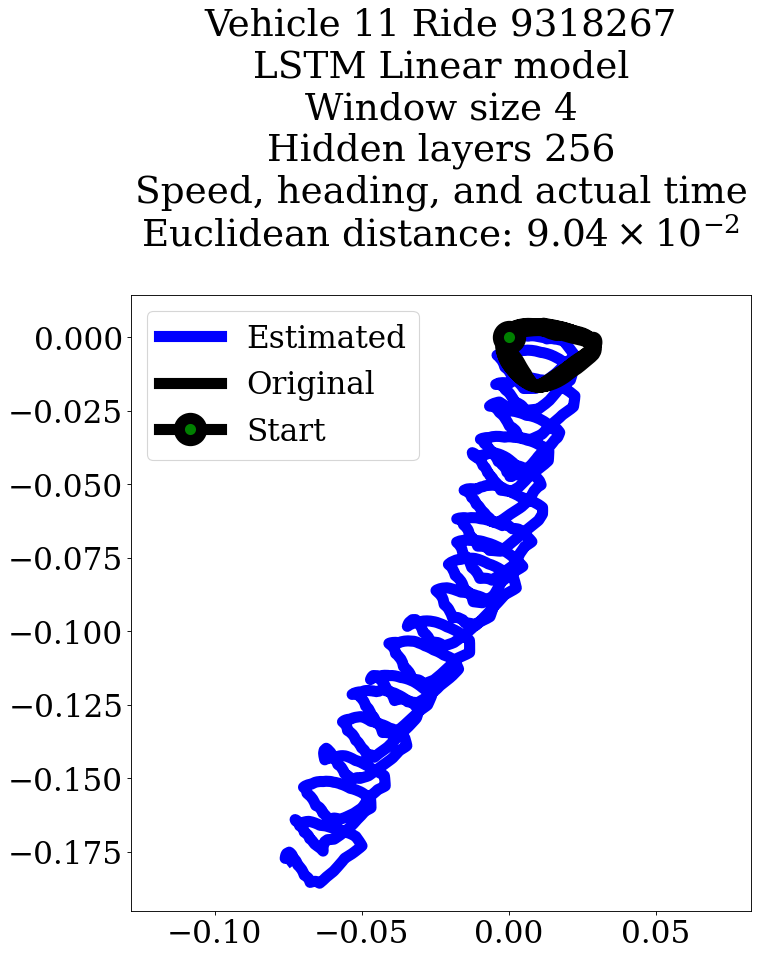 Vehicle 11 Ride 9318267
LSTM Linear model
Window size 4
Hidden layers 256
Speed, heading, and actual time
Euclidean distance: 9.04 × 10⁻²
Estimated
Original
Start
0.000
−0.025
−0.050
−0.075
−0.100
−0.125
−0.150
−0.175
−0.10 −0.05 0.00 0.05